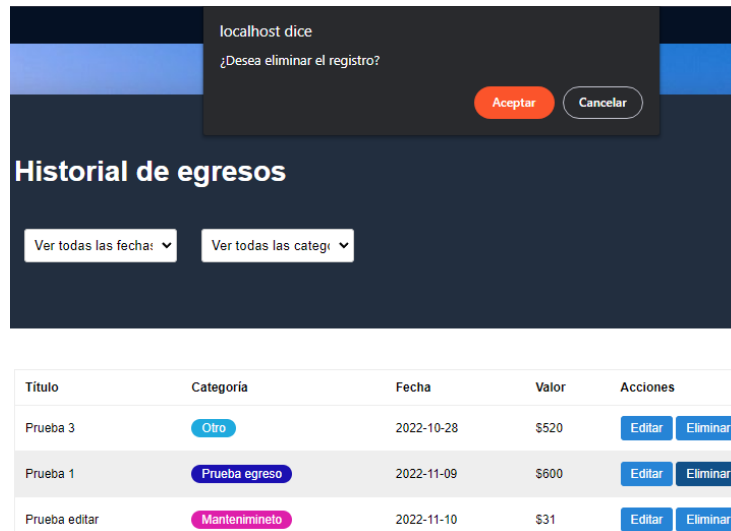 localhost dice
¿Desea eliminar el registro?
Aceptar Cancelar
Historial de egresos
Ver todas las fechas Ver todas las catego
Título Categoría Fecha Valor Acciones
Prueba 3 Otro 2022-10-28 $520 Editar Eliminar
Prueba 1 Prueba egreso 2022-11-09 $600 Editar Eliminar
Prueba editar Mantenimineto 2022-11-10 $31 Editar Eliminar